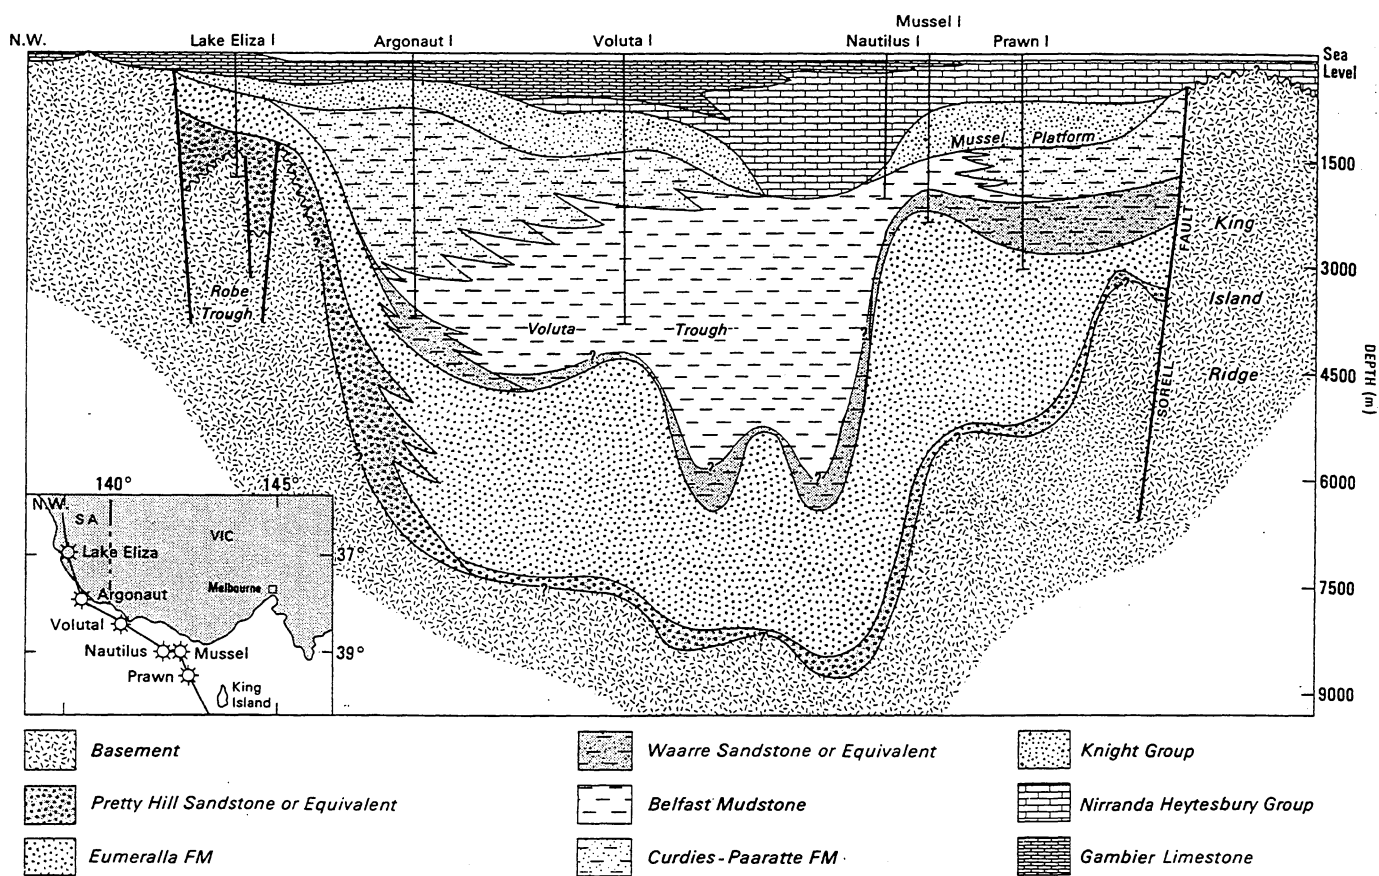 Mussel I
N.W. Lake Eliza I Argonaut I Voluta I Nautilus I Prawn I
Sea
Level
Mussel Platform
1500
King
FAULT
3000
Robe
Trough
Island
Voluta Trough
?
?
DEPTH (m)
4500
Ridge
SORELL
?
?
6000
140° 145°
N.W.
SA
VIC
37
Lake Eliza
Melbourne
Argonaut
7500
Volutal
Nautilus Mussel
39°
Prawn
King
Island
9000
Basement
Waarre Sandstone or Equivalent
Knight Group
Pretty Hill Sandstone or Equivalent
Belfast Mudstone
Nirranda Heytesbury Group
Eumeralla FM
Curdies-Paaratte FM
Gambier Limestone